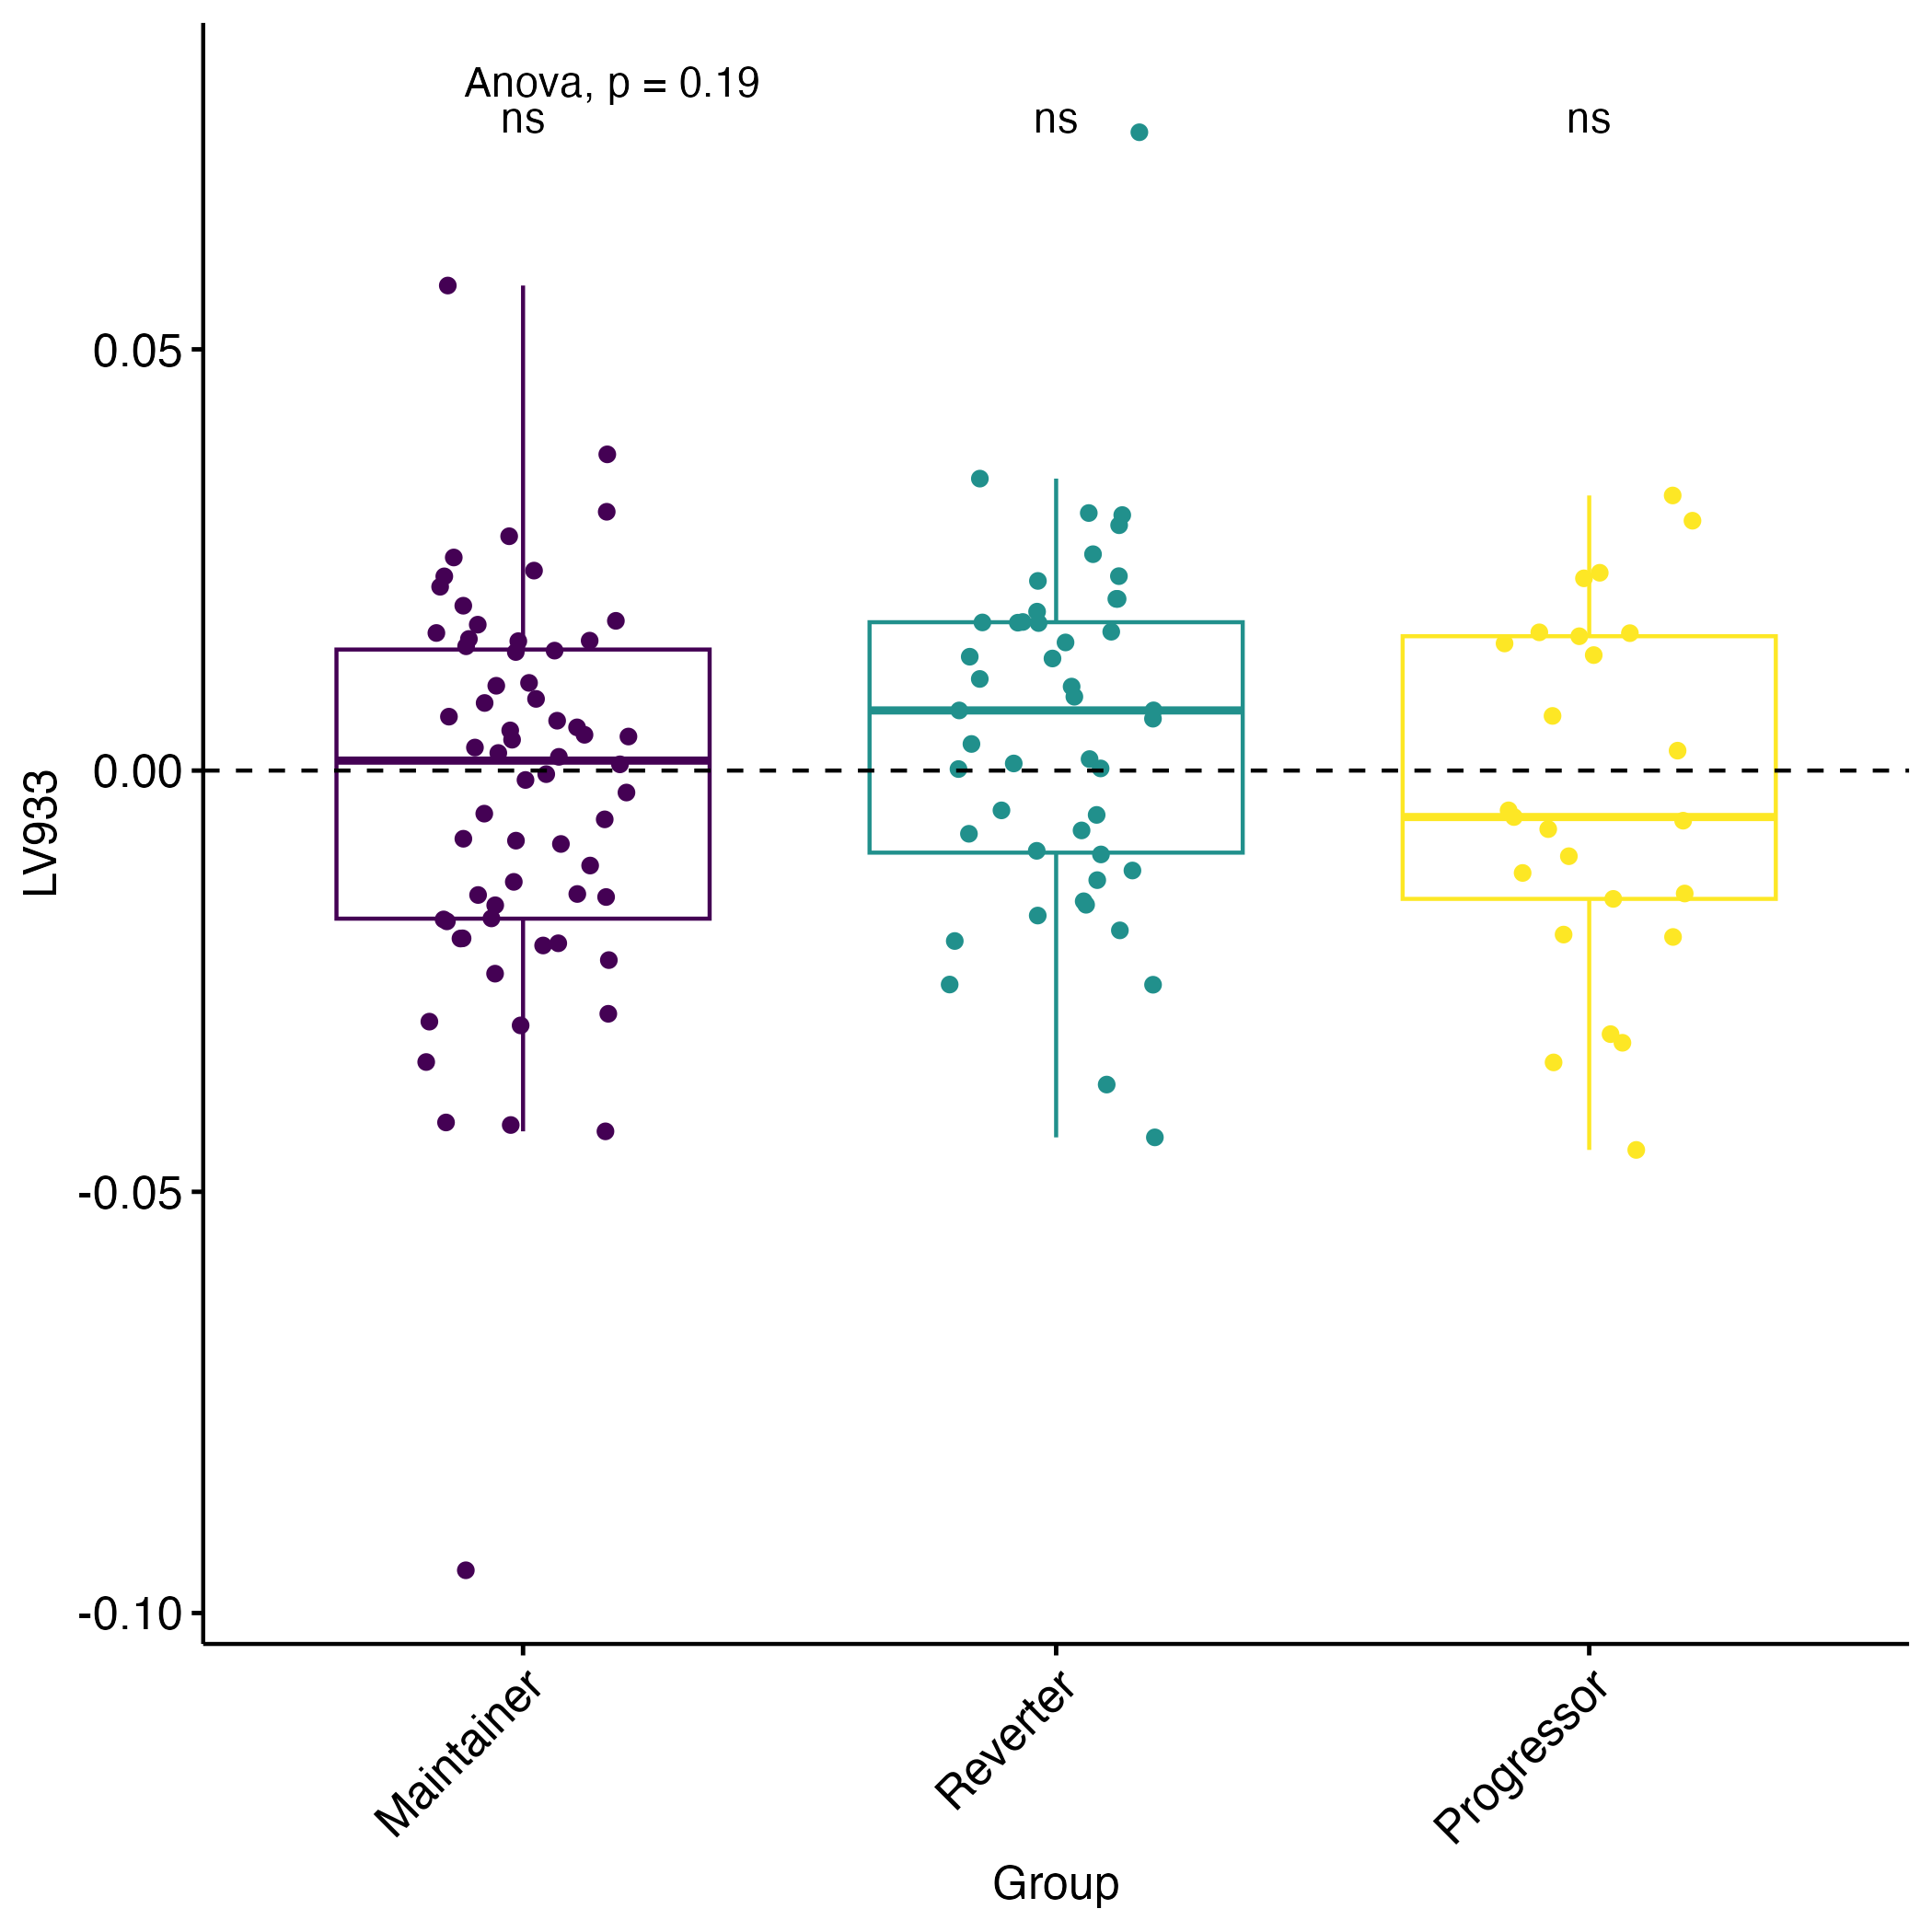 Anova, p = 0.19
ns ns ns
0.05
0.00
-0.05
-0.10
LV933
Maintainer Reverter Progressor
Group